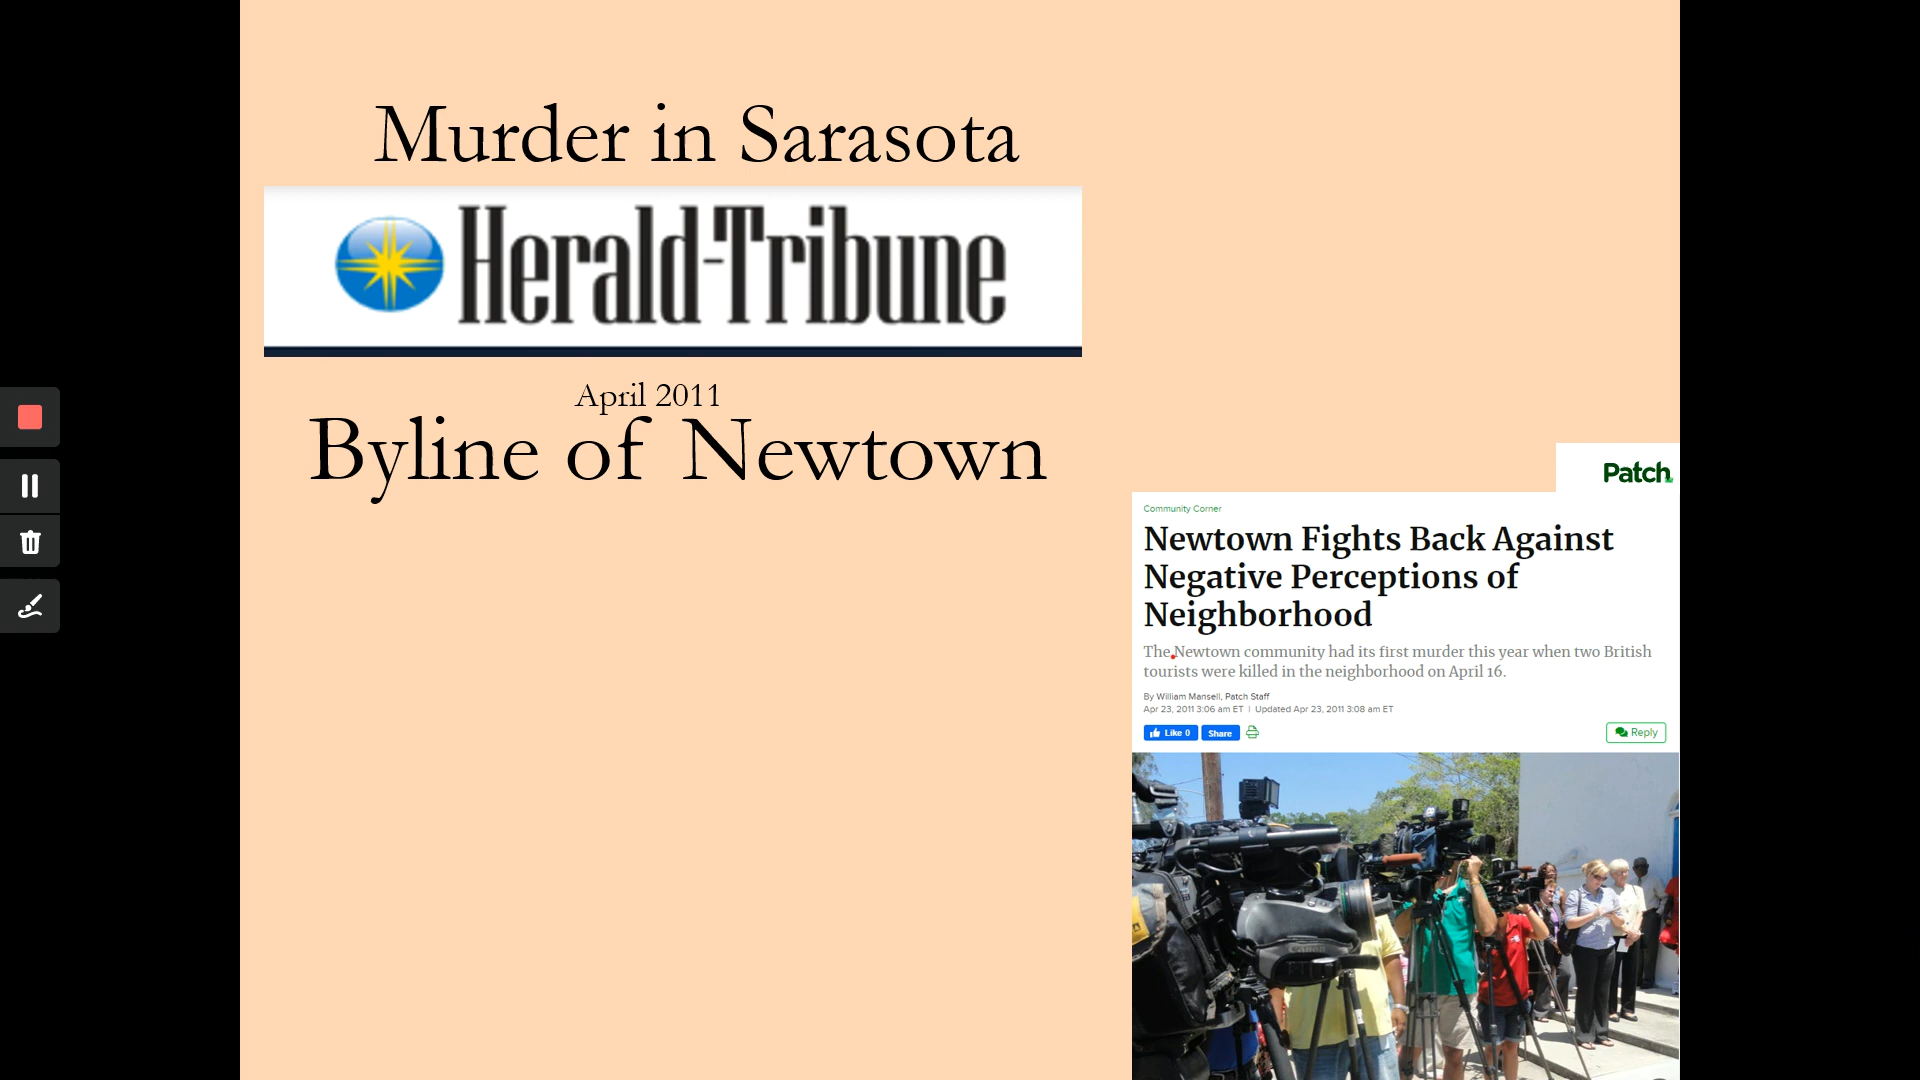 Murder in Sarasota
Herald-Tribune
April 2011
Byline of Newtown
Patch
Community Corner
Newtown Fights Back Against
Negative Perceptions of
Neighborhood
The Newtown community had its first murder this year when two British
tourists were killed in the neighborhood on April 16.
By William Mansell, Patch Staff
Apr 23, 2011 3:06 am ET | Updated Apr 23, 2011 3:08 am ET
Like 0 Share Reply
Canon